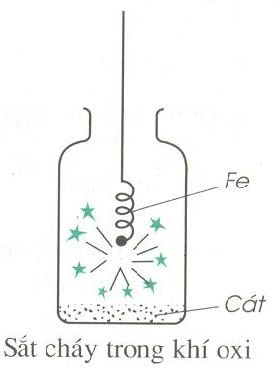 Fe
Cát
Sắt cháy trong khí oxi